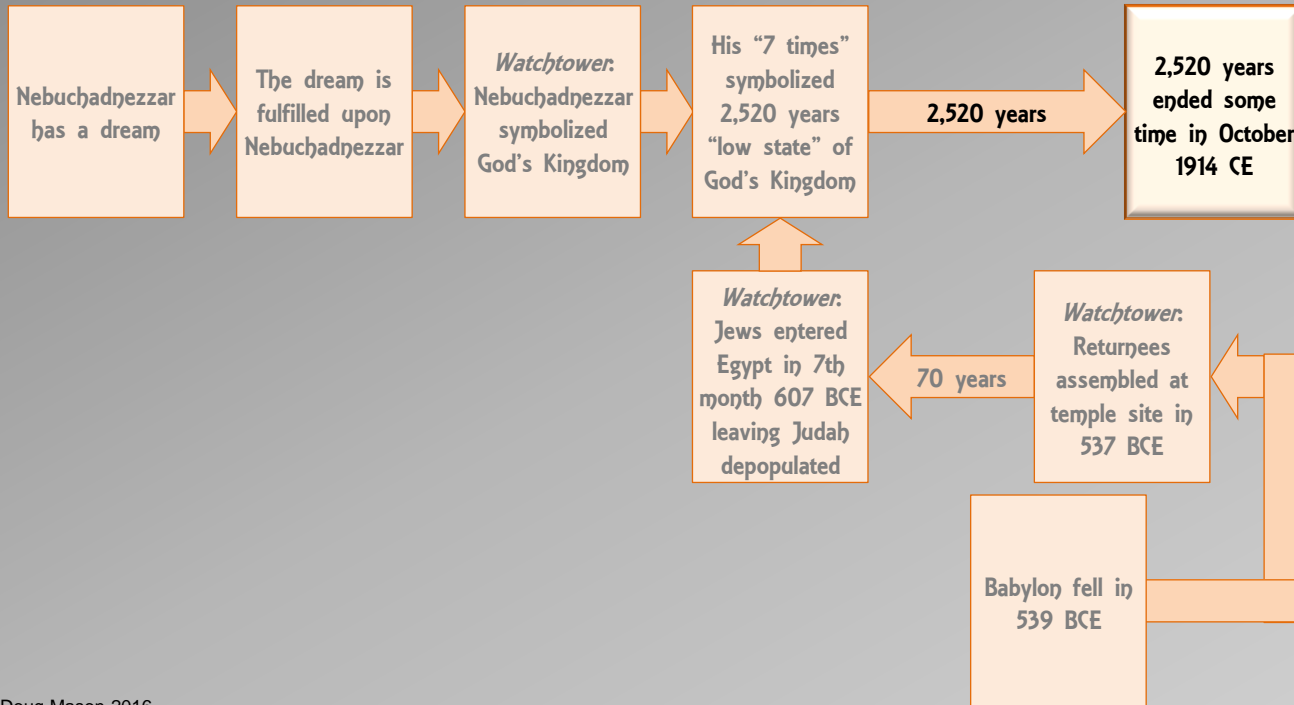 Nebuchadnezzar
has a dream
The dream is
fulfilled upon
Nebuchadnezzar
Watchtower:
Nebuchadnezzar
symbolized
God's Kingdom
His “7 times”
symbolized
2,520 years
“low state” of
God's Kingdom
2,520 years
2,520 years
ended some
time in October
1914 CE
Watchtower:
Jews entered
Egypt in 7th
month 607 BCE
leaving Judah
depopulated
70 years
Watchtower:
Returnees
assembled at
temple site in
537 BCE
Babylon fell in
539 BCE
Doug Mason 2016